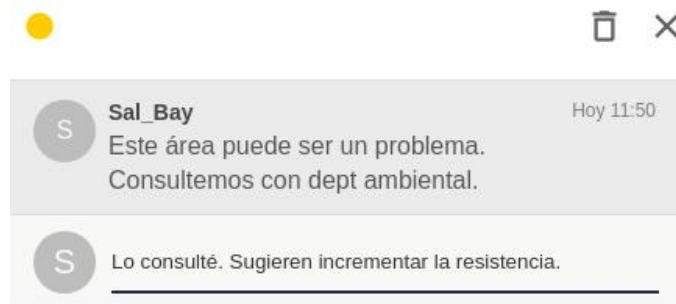 S
Sal_Bay
Hoy 11:50
Este área puede ser un problema.
Consultemos con dept ambiental.
S
Lo consulté. Sugieren incrementar la resistencia.